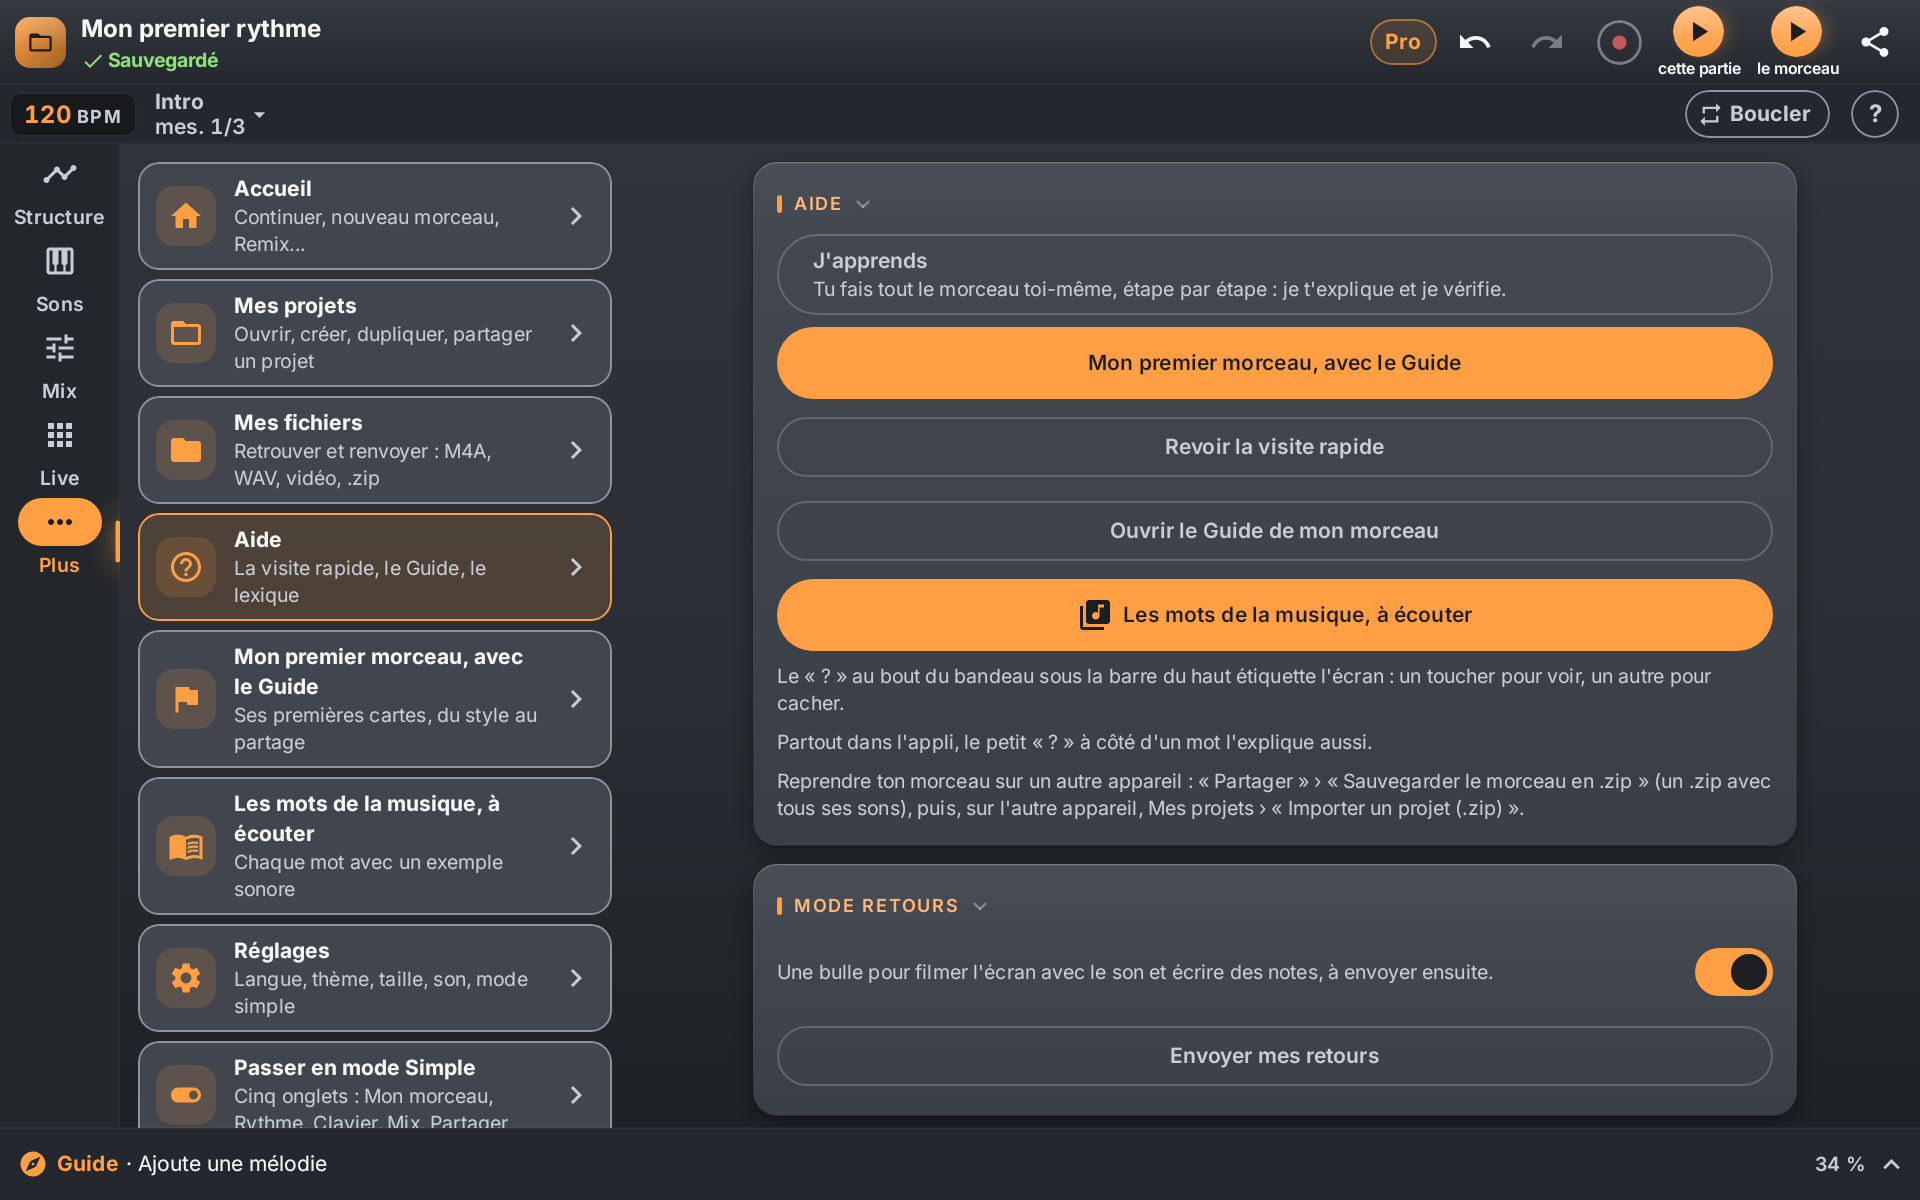 Mon premier rythme
Sauvegardé
Pro
cette partie
le morceau
120 BPM
Intro
mes. 1/3
Boucler
?
Structure
Sons
Mix
Live
Plus
Accueil
Continuer, nouveau morceau,
Remix...
Mes projets
Ouvrir, créer, dupliquer, partager
un projet
Mes fichiers
Retrouver et renvoyer : M4A,
WAV, vidéo, .zip
Aide
La visite rapide, le Guide, le
lexique
Mon premier morceau, avec
le Guide
Ses premières cartes, du style au
partage
Les mots de la musique, à
écouter
Chaque mot avec un exemple
sonore
Réglages
Langue, thème, taille, son, mode
simple
Passer en mode Simple
Cinq onglets : Mon morceau,
Rythme, Clavier, Mix, Partager
AIDE
J'apprends
Tu fais tout le morceau toi-même, étape par étape : je t'explique et je vérifie.
Mon premier morceau, avec le Guide
Revoir la visite rapide
Ouvrir le Guide de mon morceau
Les mots de la musique, à écouter
Le « ? » au bout du bandeau sous la barre du haut étiquette l'écran : un toucher pour voir, un autre pour
cacher.
Partout dans l'appli, le petit « ? » à côté d'un mot l'explique aussi.
Reprendre ton morceau sur un autre appareil : « Partager » › « Sauvegarder le morceau en .zip » (un .zip avec
tous ses sons), puis, sur l'autre appareil, Mes projets › « Importer un projet (.zip) ».
MODE RETOURS
Une bulle pour filmer l'écran avec le son et écrire des notes, à envoyer ensuite.
Envoyer mes retours
Guide · Ajoute une mélodie
34 %